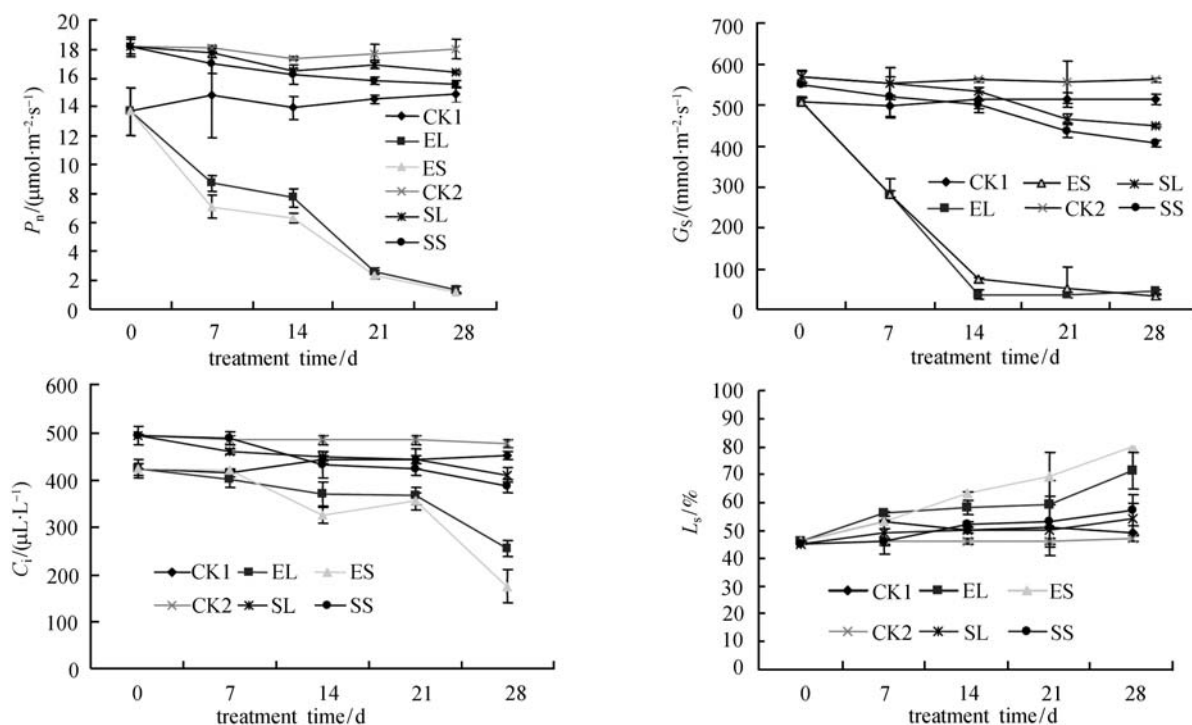 20
18
16
14
12
10
8
6
4
2
0
Pn/(μmol·m−2·s−1)
CK1
EL
ES
CK2
SL
SS
0 7 14 21 28
treatment time/d
700
600
500
400
300
200
100
0
GS/(mmol·m−2·s−1)
CK1 ES SL
EL CK2 SS
0 7 14 21 28
treatment time/d
600
500
400
300
200
100
0
Ci/(μL·L−1)
CK1 EL ES
CK2 SL SS
0 7 14 21 28
treatment time/d
100
90
80
70
60
50
40
30
20
10
0
Ls/%
CK1 EL ES
CK2 SL SS
0 7 14 21 28
treatment time/d